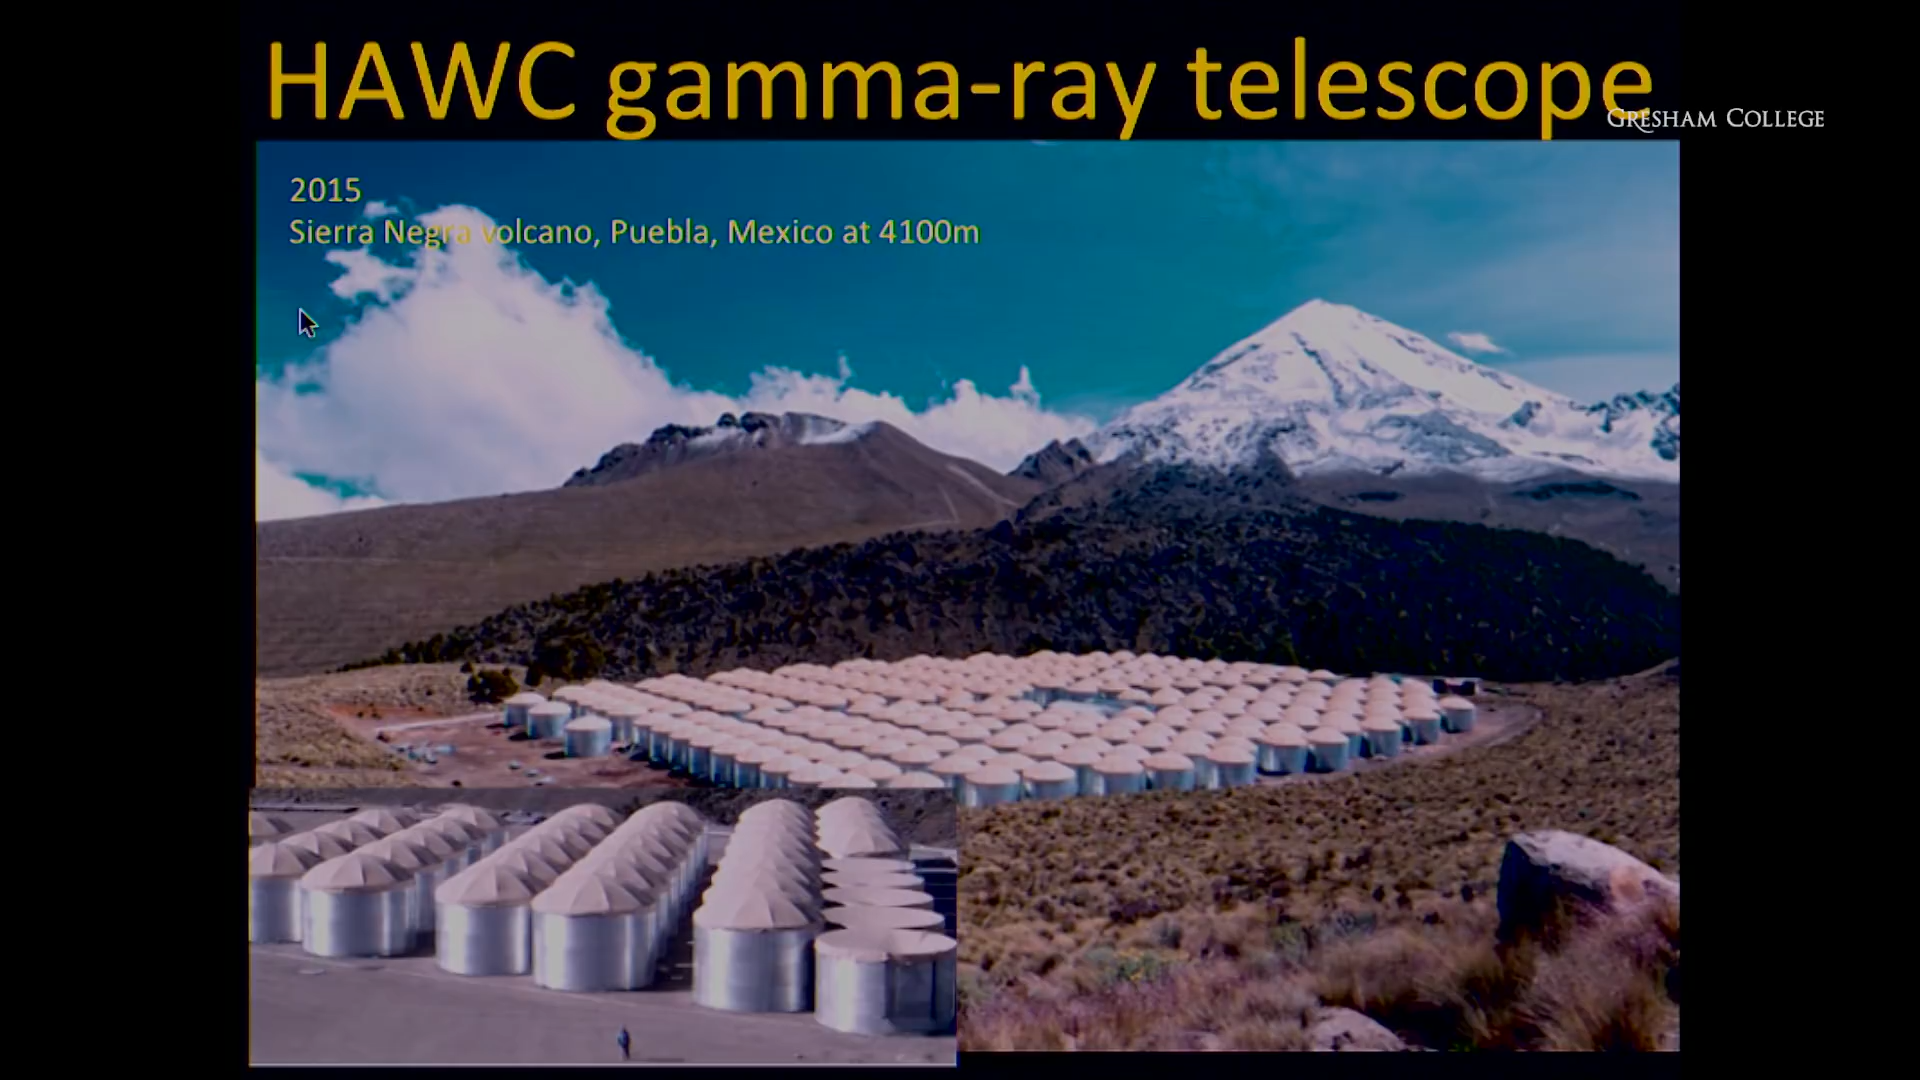 HAWC gamma-ray telescope
GRESHAM COLLEGE
2015
Sierra Negra volcano, Puebla, Mexico at 4100m